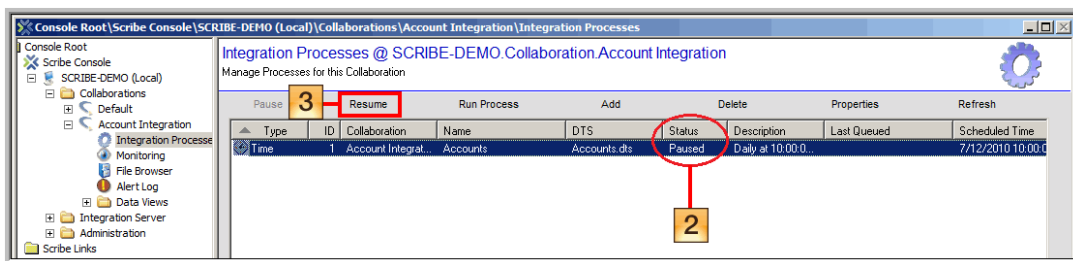 Console Root\Scribe Console\SCRIBE-DEMO (Local)\Collaborations\Account Integration\Integration Processes
Console Root
Scribe Console
SCRIBE-DEMO (Local)
Collaborations
Default
Account Integration
Integration Processe
Monitoring
File Browser
Alert Log
Data Views
Integration Server
Administration
Scribe Links
Integration Processes @ SCRIBE-DEMO.Collaboration.Account Integration
Manage Processes for this Collaboration
Pause 3 Resume Run Process Add Delete Properties Refresh
Type ID Collaboration Name DTS Status Description Last Queued Scheduled Time
Time 1 Account Integrat... Accounts Accounts.dts Paused Daily at 10:00:0... 7/12/2010 10:00:0
2